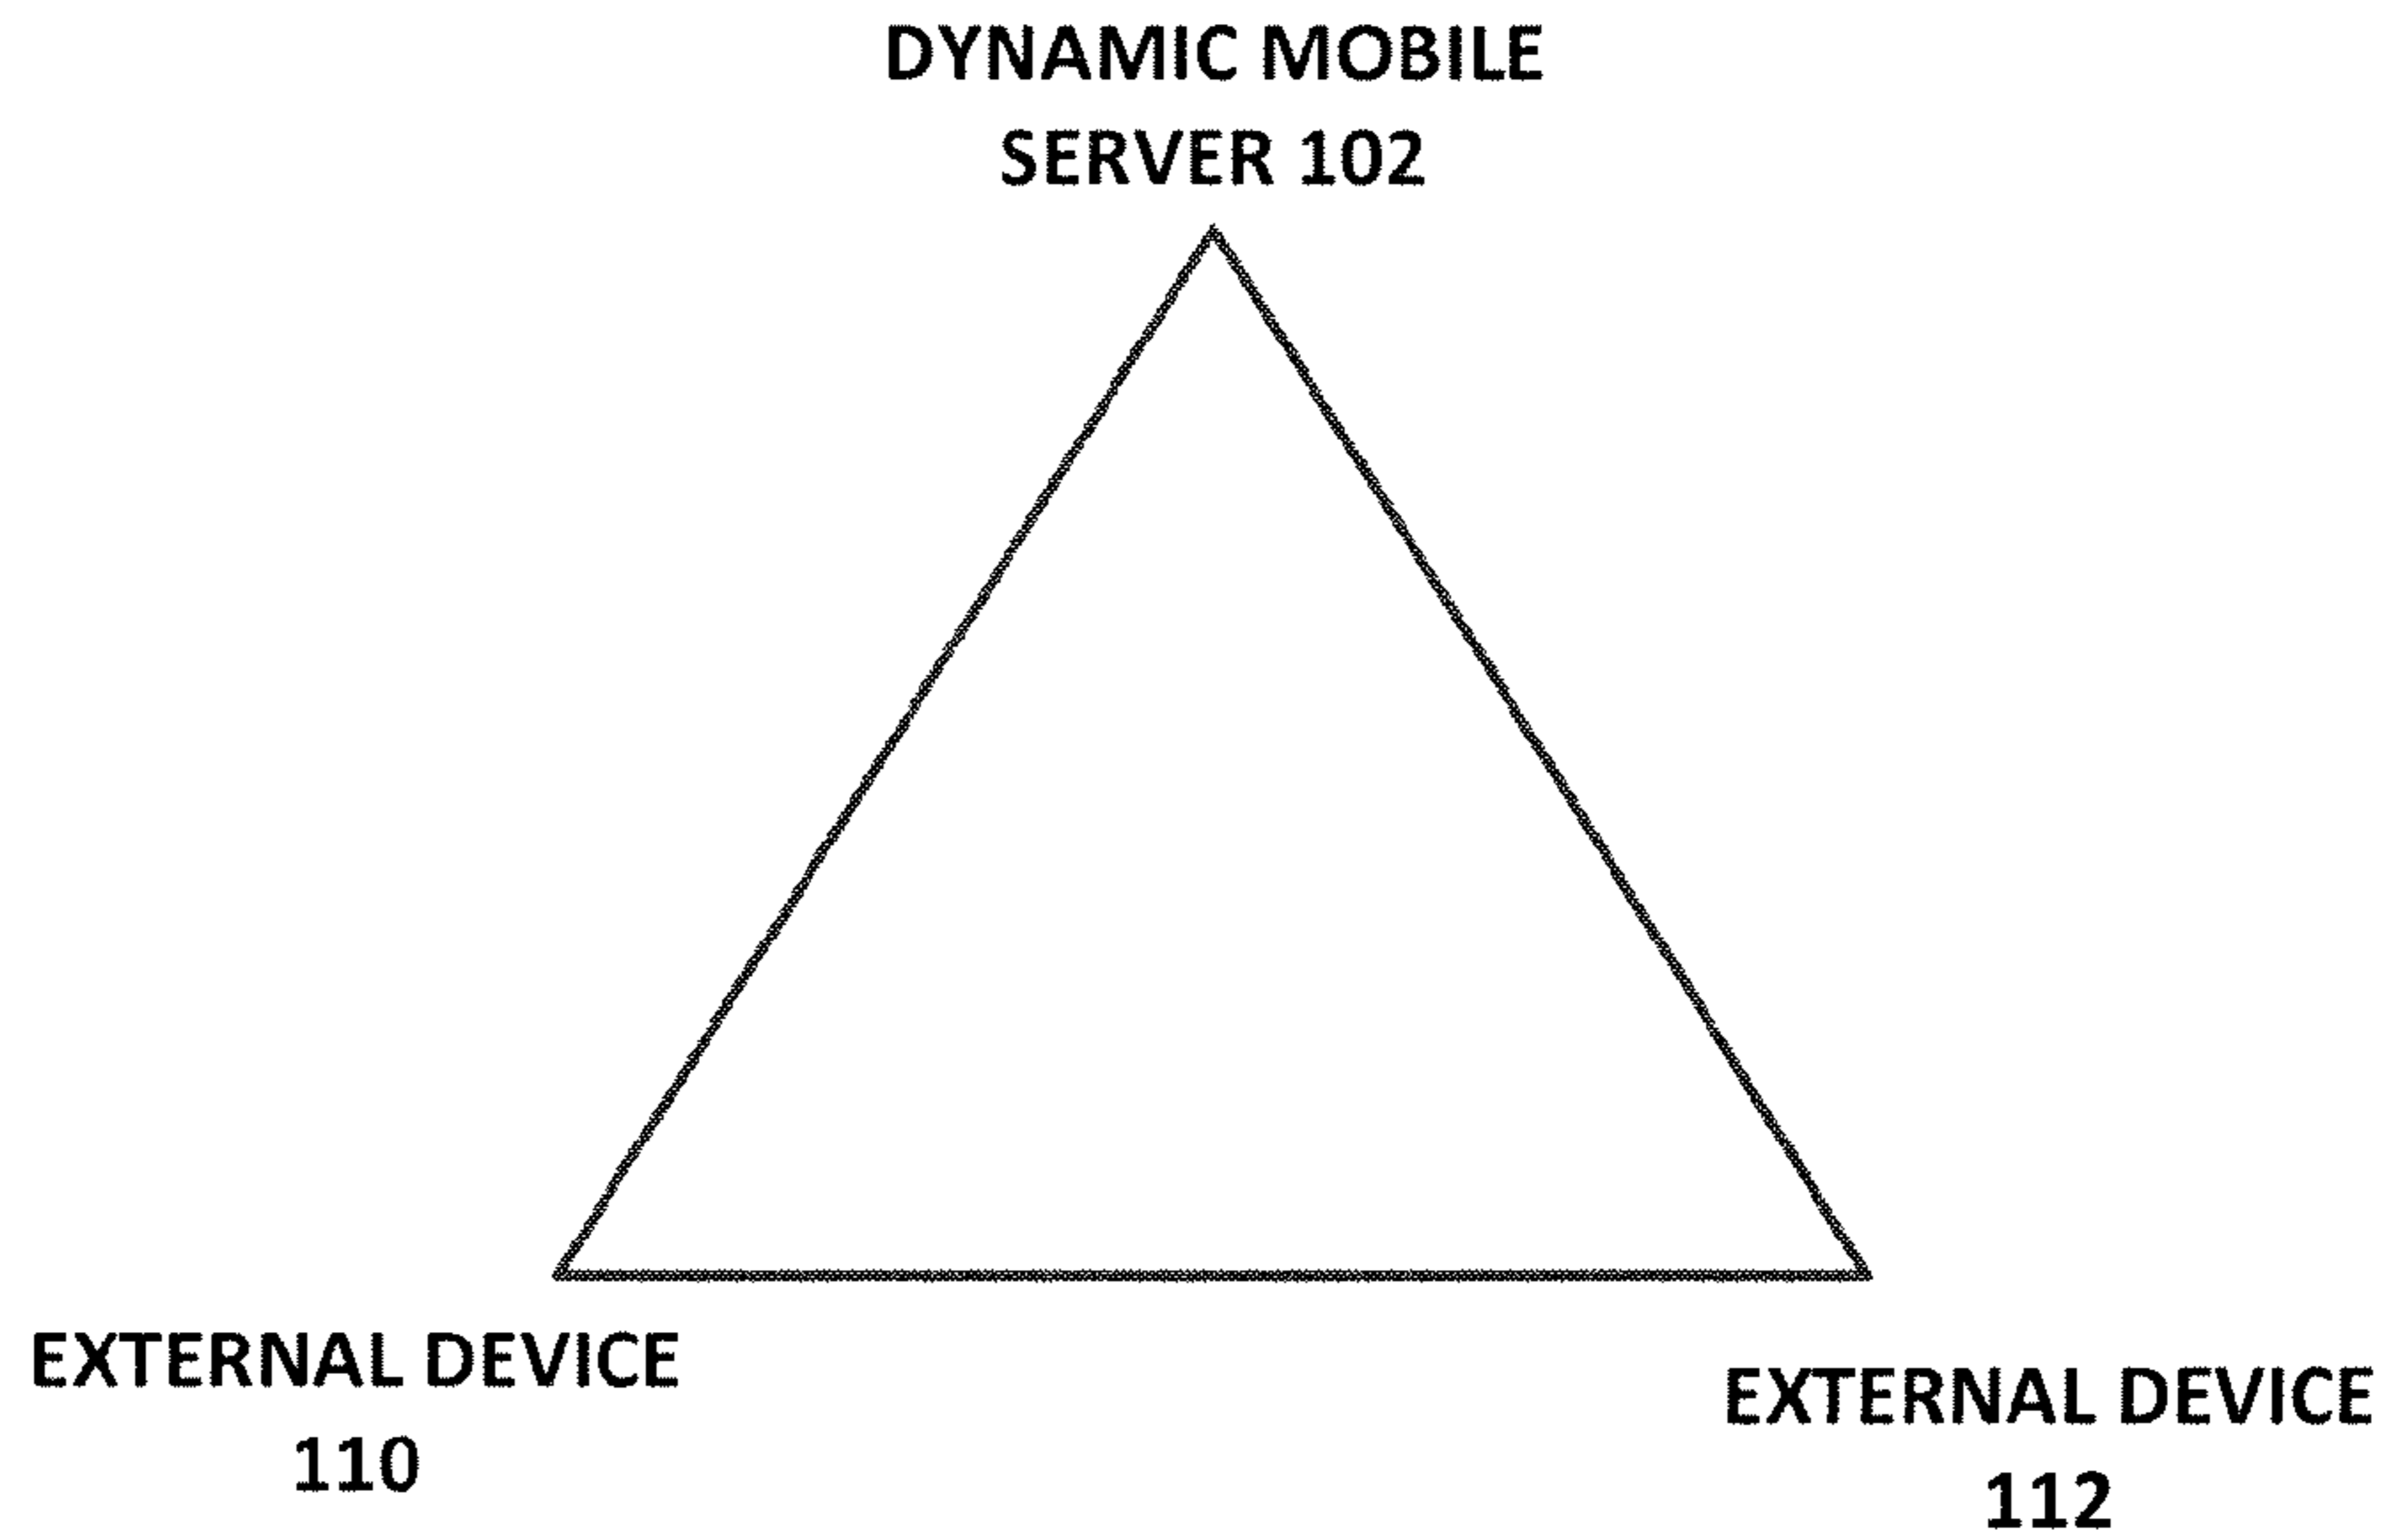 DYNAMIC MOBILE
SERVER 102
EXTERNAL DEVICE
110
EXTERNAL DEVICE
112